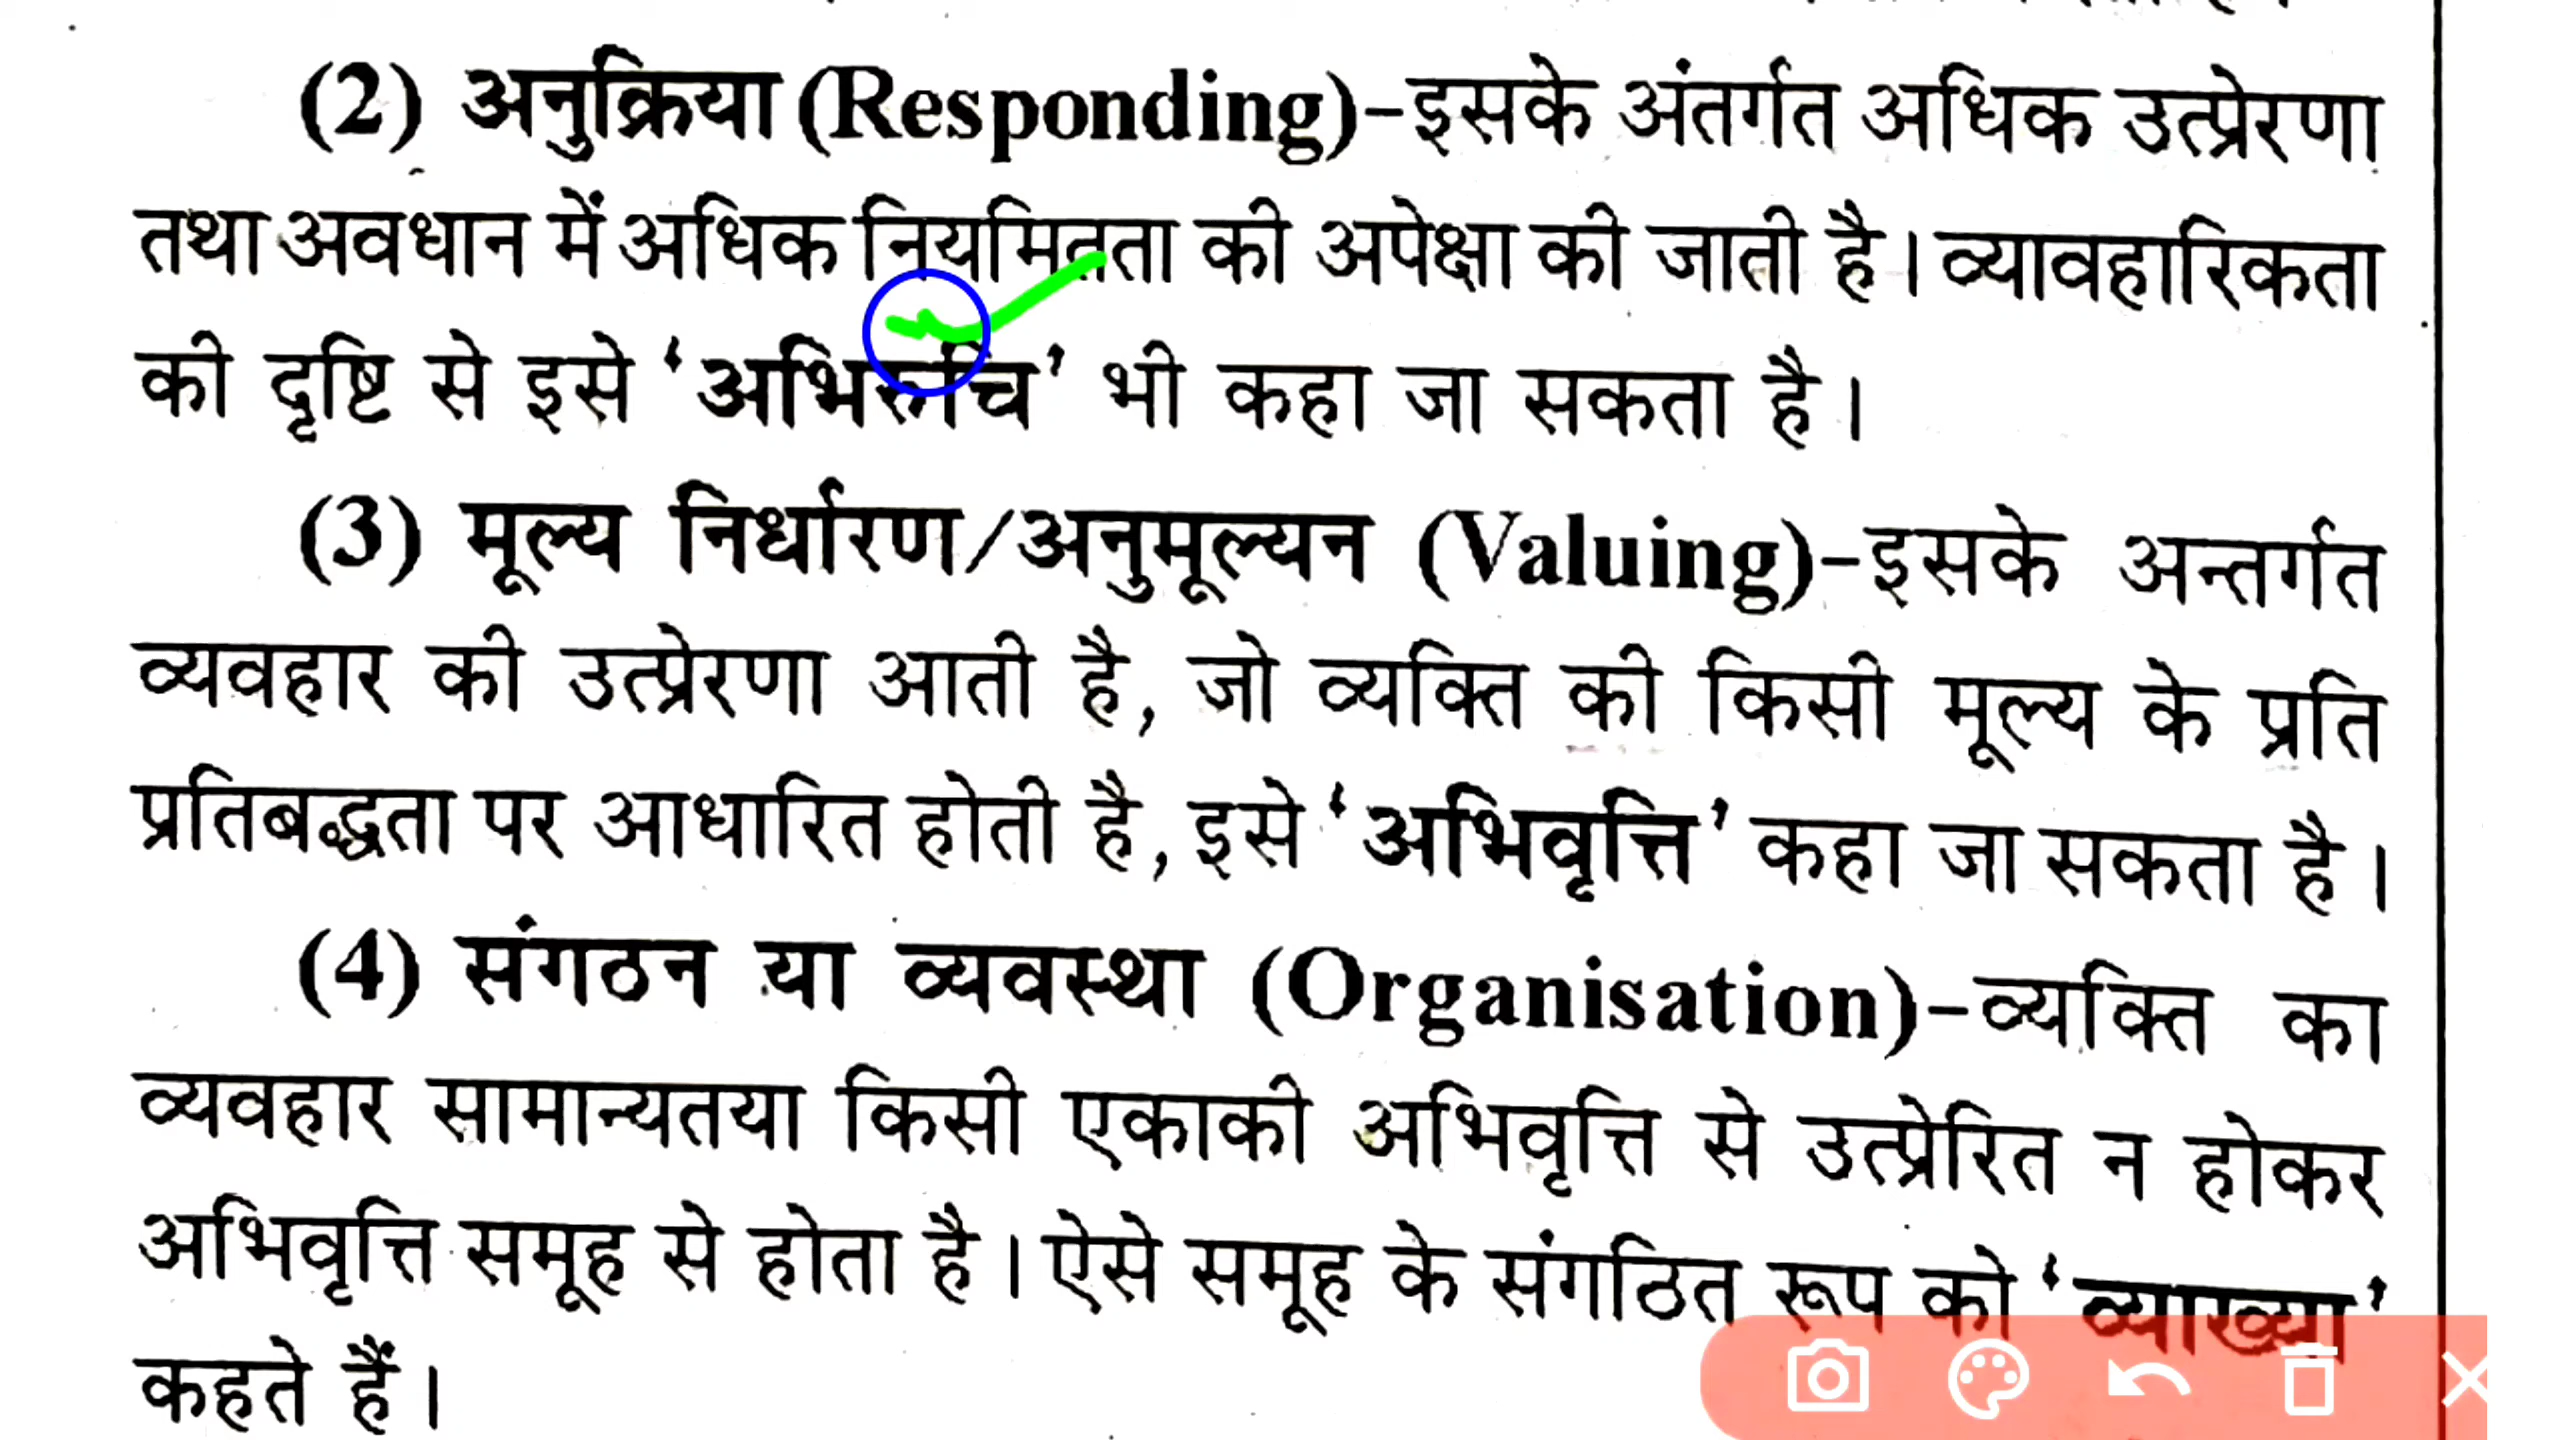 (2) अनुक्रिया (Responding)-इसके अंतर्गत अधिक उत्प्रेरणा
तथा अवधान में अधिक नियमितता की अपेक्षा की जाती है। व्यावहारिकता
की दृष्टि से इसे ‘अभिरुचि’ भी कहा जा सकता है।
(3) मूल्य निर्धारण/अनुमूल्यन (Valuing)-इसके अन्तर्गत
व्यवहार की उत्प्रेरणा आती है, जो व्यक्ति की किसी मूल्य के प्रति
प्रतिबद्धता पर आधारित होती है, इसे ‘अभिवृत्ति’ कहा जा सकता है।
(4) संगठन या व्यवस्था (Organisation)-व्यक्ति का
व्यवहार सामान्यतया किसी एकाकी अभिवृत्ति से उत्प्रेरित न होकर
अभिवृत्ति समूह से होता है। ऐसे समूह के संगठित रूप को ‘व्याख्या’
कहते हैं।